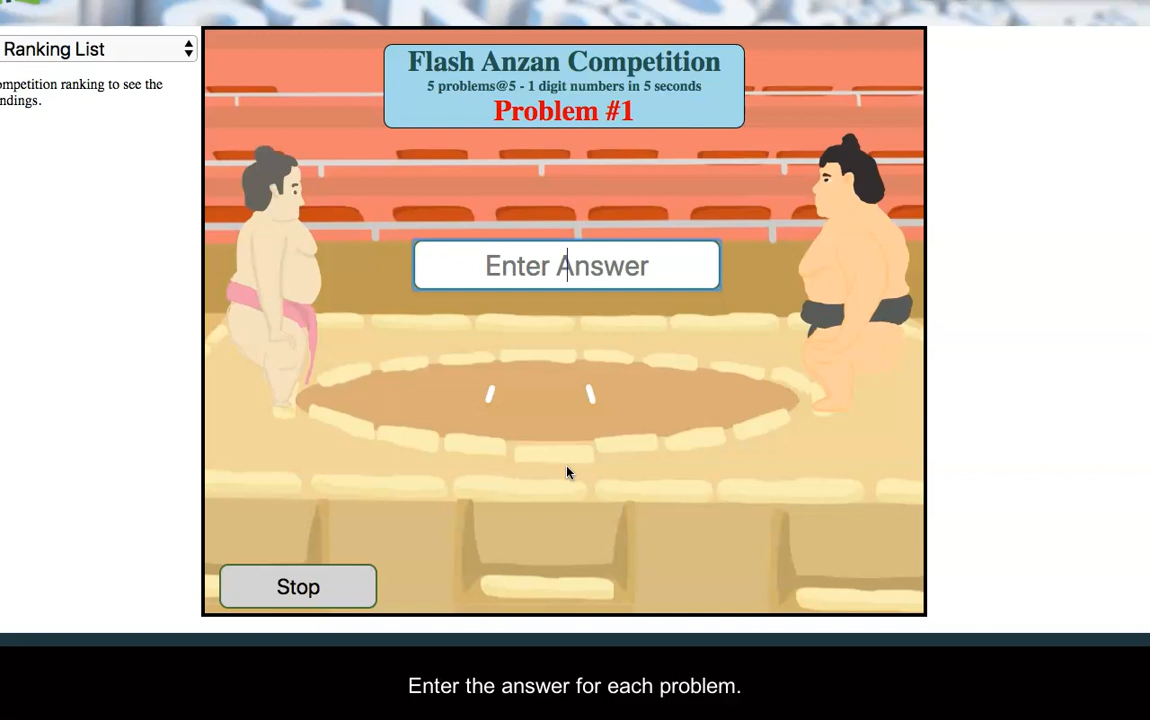 Ranking List
ompetition ranking to see the
ndings.
Flash Anzan Competition
5 problems@5 - 1 digit numbers in 5 seconds
Problem #1
Enter Answer
Stop
Enter the answer for each problem.